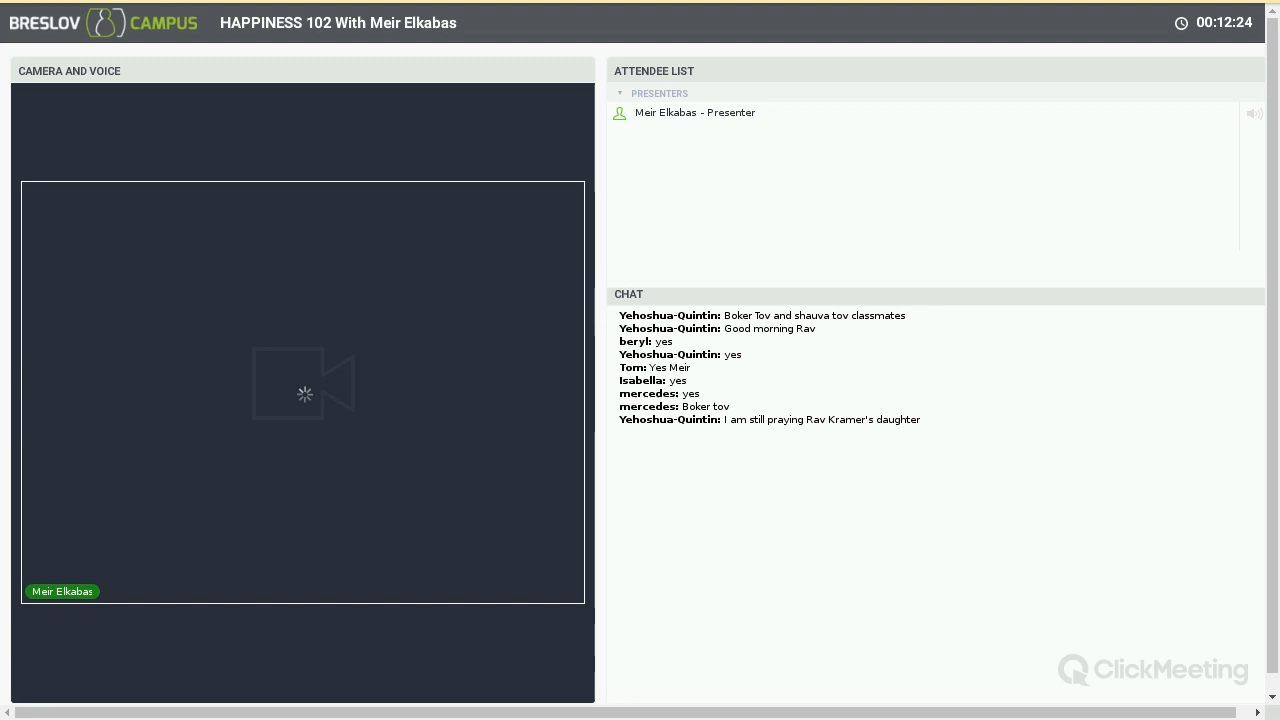 BRESLOV CAMPUS
HAPPINESS 102 With Meir Elkabas
00:12:24
CAMERA AND VOICE
Meir Elkabas
ATTENDEE LIST
PRESENTERS
Meir Elkabas - Presenter
CHAT
Yehoshua-Quintin: Boker Tov and shauva tov classmates
Yehoshua-Quintin: Good morning Rav
beryl: yes
Yehoshua-Quintin: yes
Tom: Yes Meir
Isabella: yes
mercedes: yes
mercedes: Boker tov
Yehoshua-Quintin: I am still praying Rav Kramer's daughter
ClickMeeting